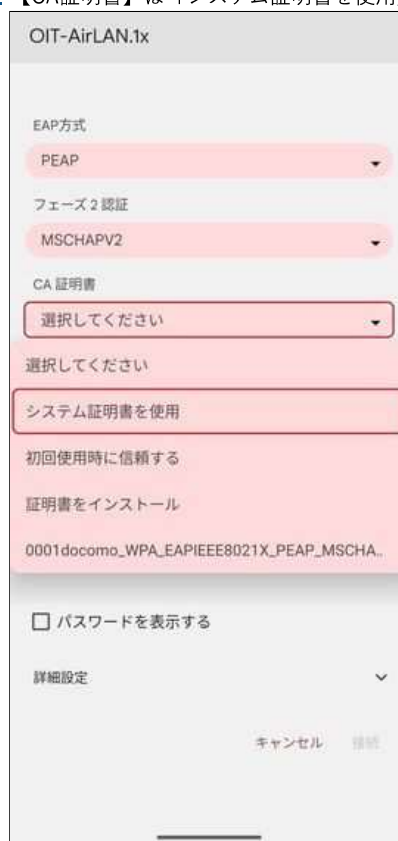 【CA証明書】は システム証明書を使用
OIT-AirLAN.1x
EAP方式
PEAP
フェーズ 2 認証
MSCHAPV2
CA 証明書
選択してください
選択してください
システム証明書を使用
初回使用時に信頼する
証明書をインストール
0001docomo_WPA_EAPIEEE8021X_PEAP_MSCHA..
パスワードを表示する
詳細設定
キャンセル 接続